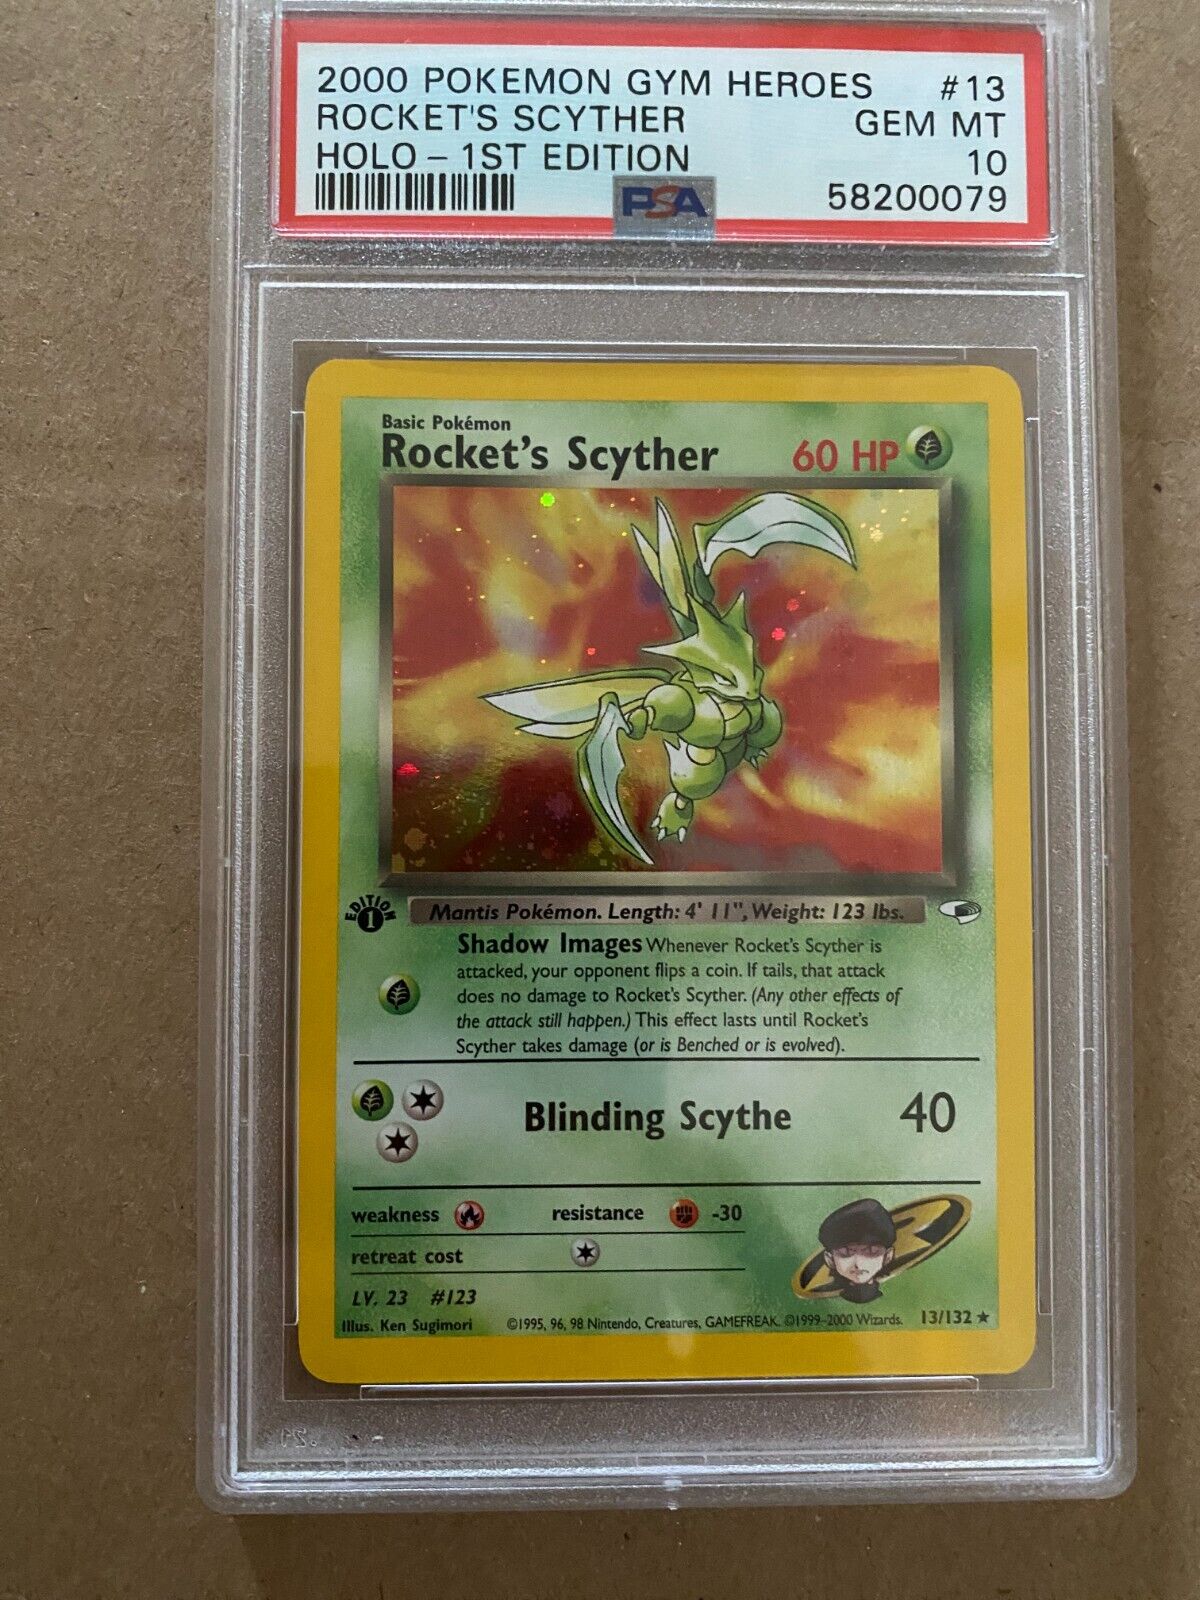 2000 POKEMON GYM HEROES #13
ROCKET'S SCYTHER GEM MT
HOLO – 1ST EDITION 10
PSA 58200079
Basic Pokémon
Rocket's Scyther 60 HP
EDITION 1
Mantis Pokémon. Length: 4' 11", Weight: 123 lbs.
Shadow Images Whenever Rocket's Scyther is
attacked, your opponent flips a coin. If tails, that attack
does no damage to Rocket's Scyther. (Any other effects of
the attack still happen.) This effect lasts until Rocket's
Scyther takes damage (or is Benched or is evolved).
Blinding Scythe 40
weakness resistance -30
retreat cost
LV. 23 #123
Illus. Ken Sugimori ©1995, 96, 98 Nintendo, Creatures, GAMEFREAK. ©1999-2000 Wizards. 13/132 ★